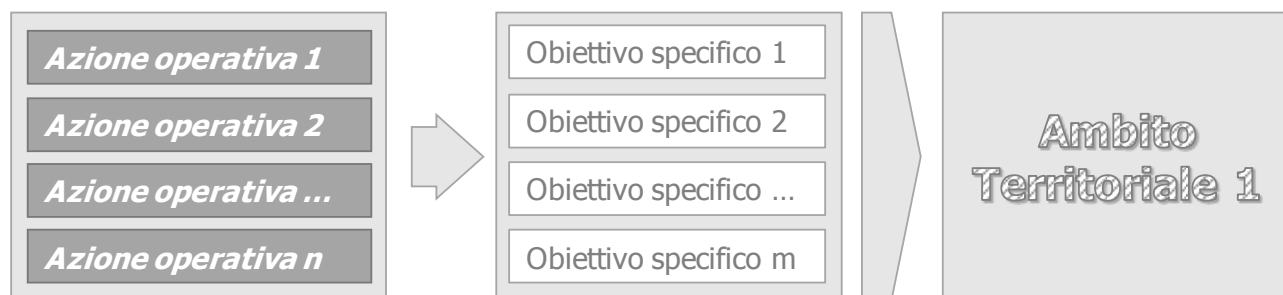 Azione operativa 1
Azione operativa 2
Azione operativa ...
Azione operativa n
Obiettivo specifico 1
Obiettivo specifico 2
Obiettivo specifico ...
Obiettivo specifico m
Ambito
Territoriale 1